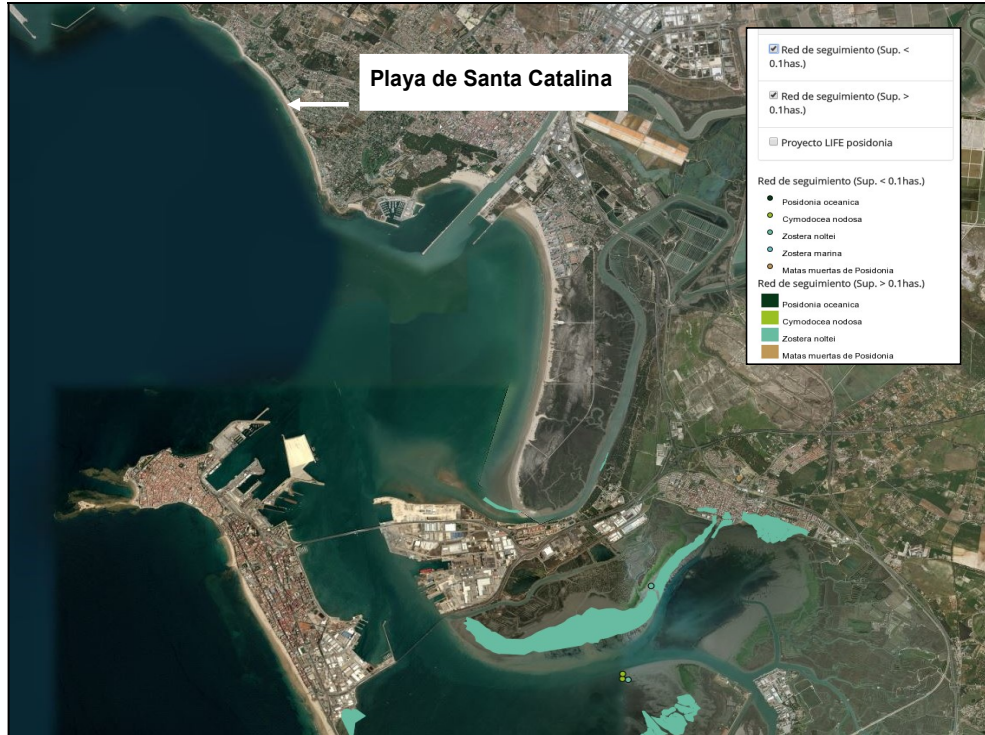 Playa de Santa Catalina
Red de seguimiento (Sup. <
0.1has.)
Red de seguimiento (Sup. >
0.1has.)
Proyecto LIFE posidonia
Red de seguimiento (Sup. < 0.1has.)
Posidonia oceanica
Cymodocea nodosa
Zostera noltei
Zostera marina
Matas muertas de Posidonia
Red de seguimiento (Sup. > 0.1has.)
Posidonia oceanica
Cymodocea nodosa
Zostera noltei
Matas muertas de Posidonia